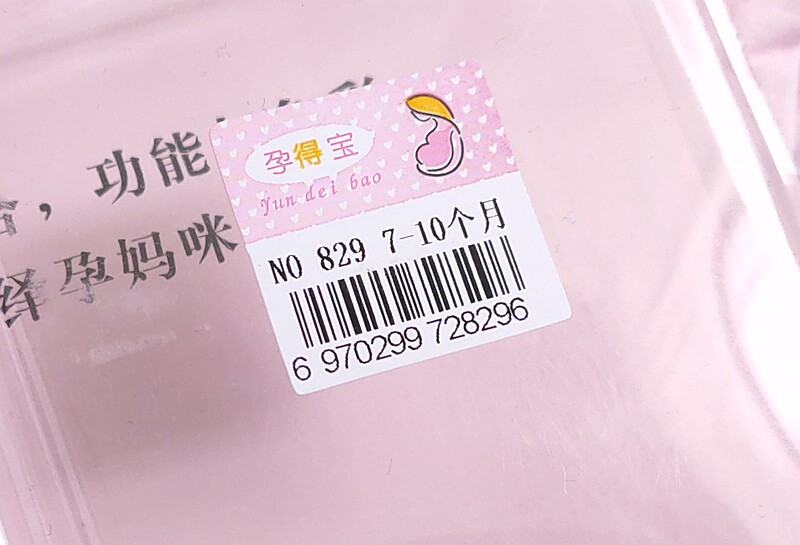 孕得宝
Yun dei bao
NO 829 7-10个月
6 970299 728296
，功能
绎孕妈咪